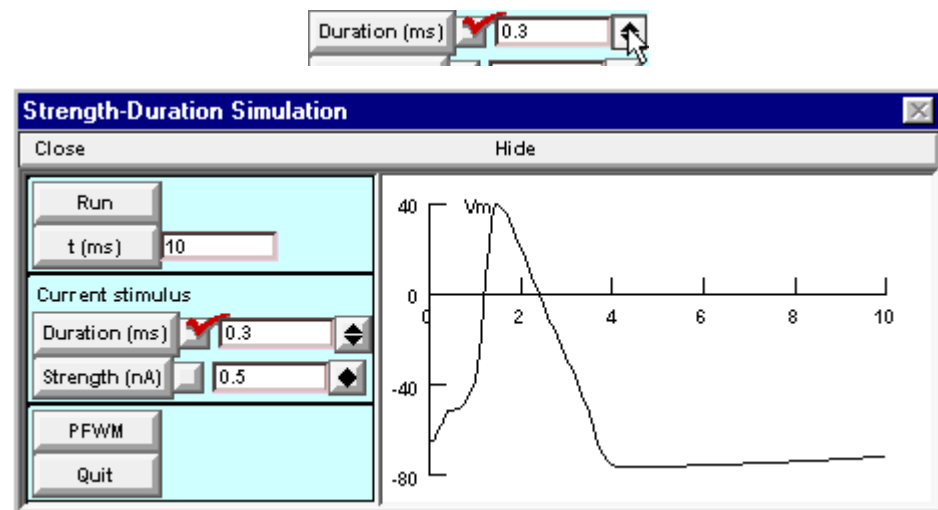 Duration (ms) 0.3
Strength-Duration Simulation
Close Hide
Run
t (ms) 10
Current stimulus
Duration (ms) 0.3
Strength (nA) 0.5
PFWM
Quit
40 Vm
0
0 2 4 6 8 10
-40
-80